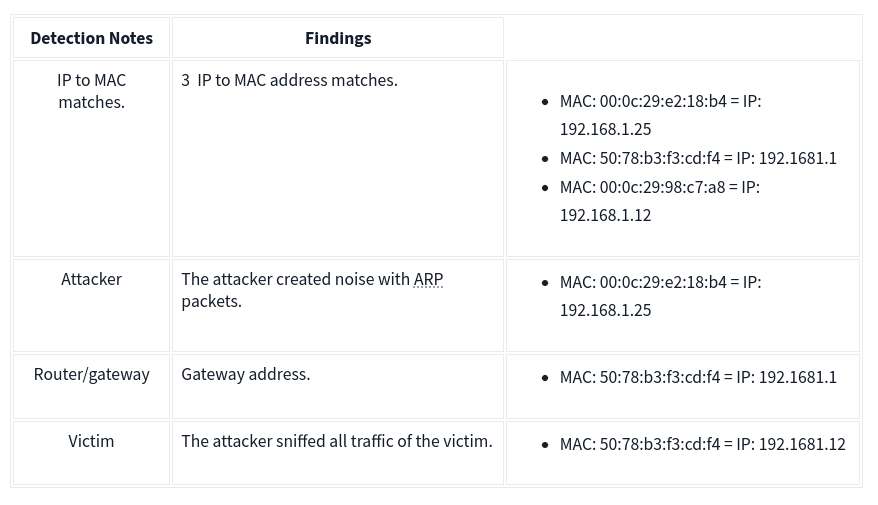 Detection Notes
Findings
IP to MAC
matches.
3 IP to MAC address matches.
MAC: 00:0c:29:e2:18:b4 = IP:
192.168.1.25
MAC: 50:78:b3:f3:cd:f4 = IP: 192.1681.1
MAC: 00:0c:29:98:c7:a8 = IP:
192.168.1.12
Attacker
The attacker created noise with ARP
packets.
MAC: 00:0c:29:e2:18:b4 = IP:
192.168.1.25
Router/gateway
Gateway address.
MAC: 50:78:b3:f3:cd:f4 = IP: 192.1681.1
Victim
The attacker sniffed all traffic of the victim.
MAC: 50:78:b3:f3:cd:f4 = IP: 192.1681.12